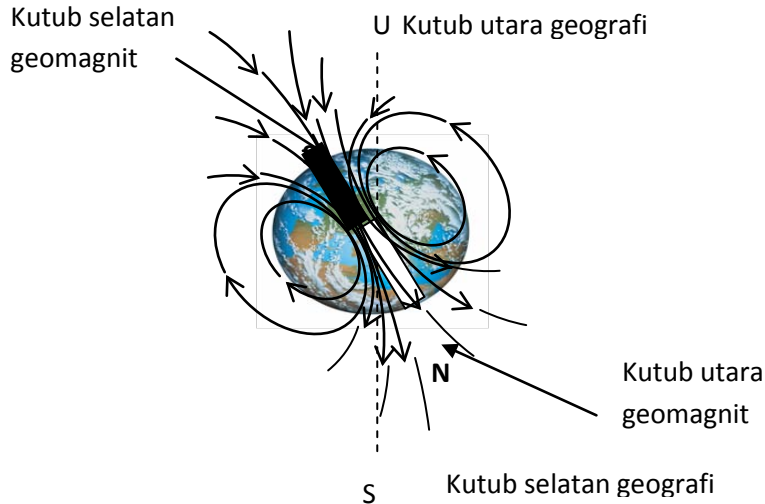 Kutub selatan
geomagnit
U Kutub utara geografi
N
Kutub utara
geomagnit
S
Kutub selatan geografi